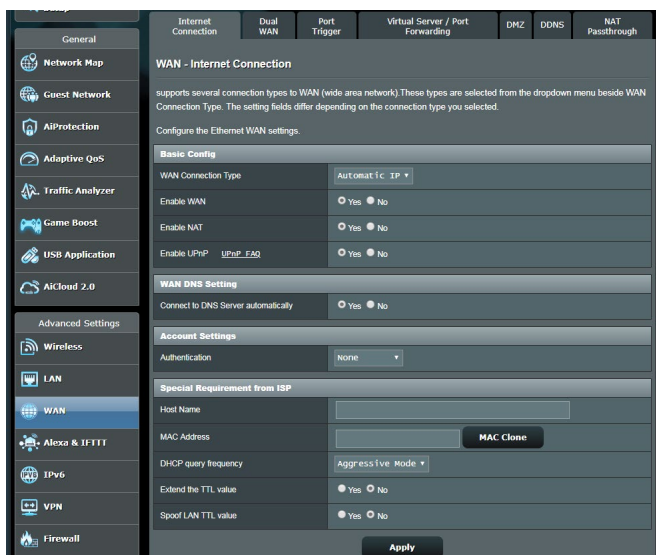 General
Network Map
Guest Network
AiProtection
Adaptive QoS
Traffic Analyzer
Game Boost
USB Application
AiCloud 2.0
Advanced Settings
Wireless
LAN
WAN
Alexa & IFTTT
IPv6
VPN
Firewall
Internet Connection
Dual WAN
Port Trigger
Virtual Server / Port Forwarding
DMZ
DDNS
NAT Passthrough
WAN - Internet Connection
supports several connection types to WAN (wide area network).These types are selected from the dropdown menu beside WAN
Connection Type. The setting fields differ depending on the connection type you selected.
Configure the Ethernet WAN settings.
Basic Config
WAN Connection Type Automatic IP
Enable WAN Yes No
Enable NAT Yes No
Enable UPnP UPnP FAQ Yes No
WAN DNS Setting
Connect to DNS Server automatically Yes No
Account Settings
Authentication None
Special Requirement from ISP
Host Name
MAC Address MAC Clone
DHCP query frequency Aggressive Mode
Extend the TTL value Yes No
Spoof LAN TTL value Yes No
Apply